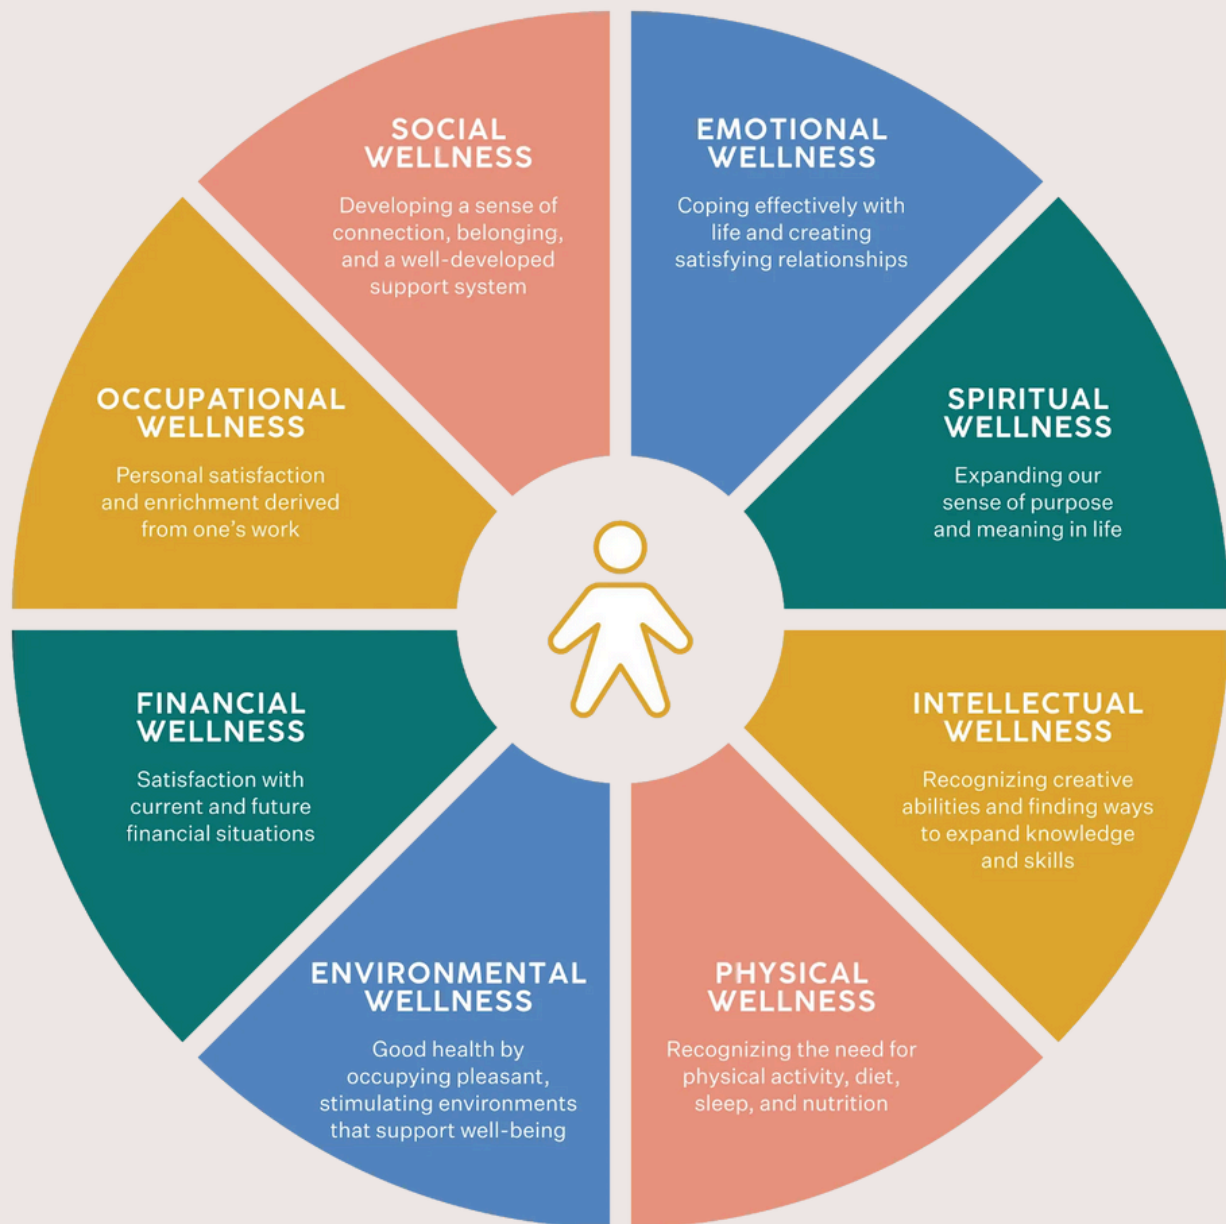 SOCIAL
WELLNESS
Developing a sense of
connection, belonging,
and a well-developed
support system
EMOTIONAL
WELLNESS
Coping effectively with
life and creating
satisfying relationships
SPIRITUAL
WELLNESS
Expanding our
sense of purpose
and meaning in life
INTELLECTUAL
WELLNESS
Recognizing creative
abilities and finding ways
to expand knowledge
and skills
PHYSICAL
WELLNESS
Recognizing the need for
physical activity, diet,
sleep, and nutrition
ENVIRONMENTAL
WELLNESS
Good health by
occupying pleasant,
stimulating environments
that support well-being
FINANCIAL
WELLNESS
Satisfaction with
current and future
financial situations
OCCUPATIONAL
WELLNESS
Personal satisfaction
and enrichment derived
from one’s work